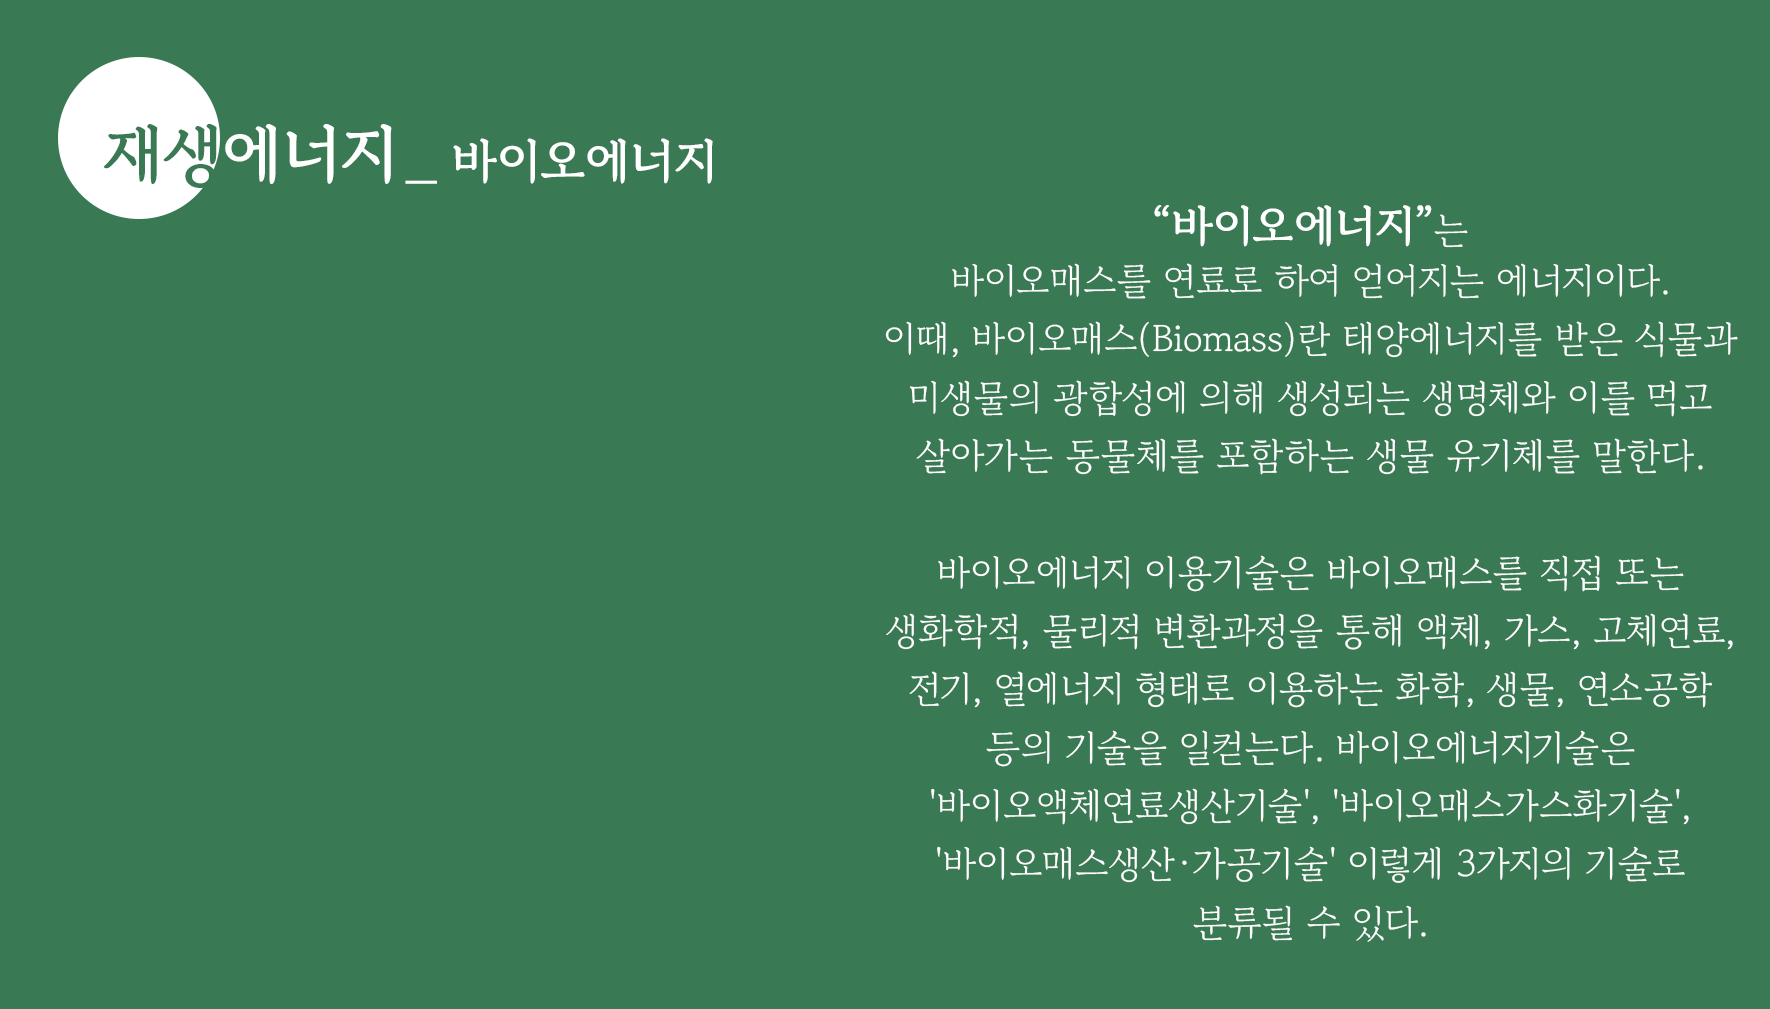 재생에너지_ 바이오에너지
“바이오에너지”는
바이오매스를 연료로 하여 얻어지는 에너지이다.
이때, 바이오매스(Biomass)란 태양에너지를 받은 식물과
미생물의 광합성에 의해 생성되는 생명체와 이를 먹고
살아가는 동물체를 포함하는 생물 유기체를 말한다.
바이오에너지 이용기술은 바이오매스를 직접 또는
생화학적, 물리적 변환과정을 통해 액체, 가스, 고체연료,
전기, 열에너지 형태로 이용하는 화학, 생물, 연소공학
등의 기술을 일컫는다. 바이오에너지기술은
'바이오액체연료생산기술', '바이오매스가스화기술',
'바이오매스생산·가공기술' 이렇게 3가지의 기술로
분류될 수 있다.